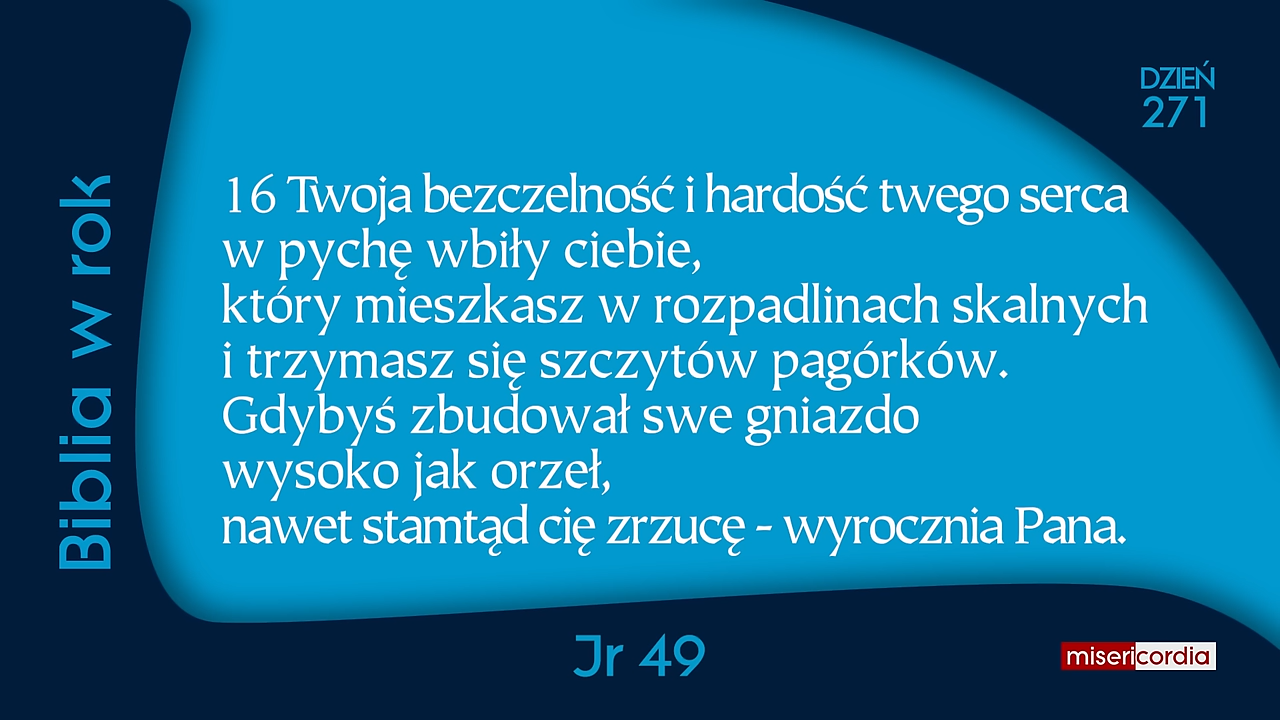 DZIEŃ
271
Biblia w rok
16 Twoja bezczelność i hardość twego serca
w pychę wbiły ciebie,
który mieszkasz w rozpadlinach skalnych
i trzymasz się szczytów pagórków.
Gdybyś zbudował swe gniazdo
wysoko jak orzeł,
nawet stamtąd cię zrzucę - wyrocznia Pana.
Jr 49
misericordia